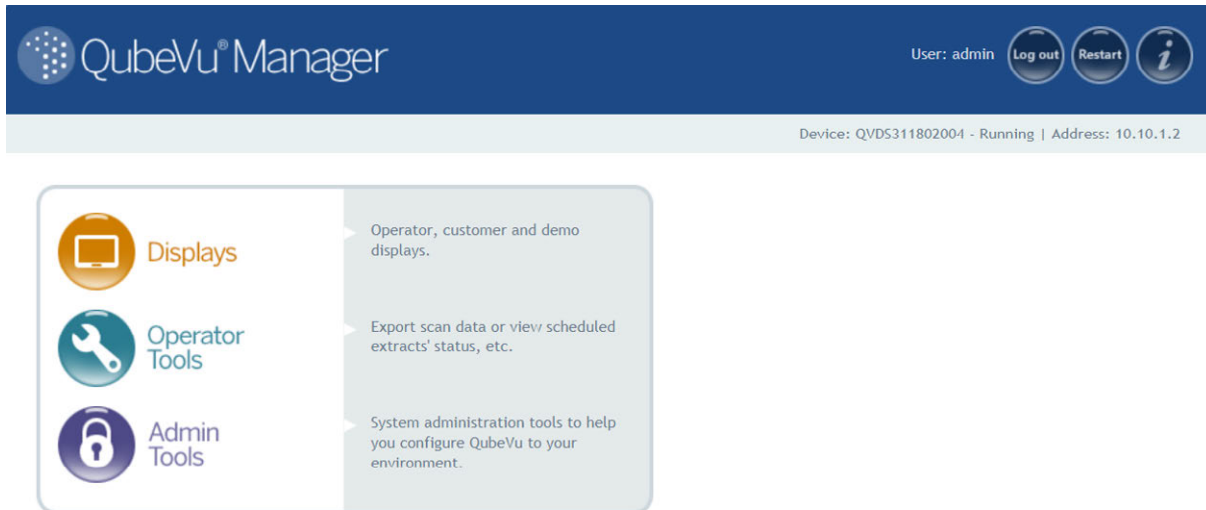 QubeVu® Manager
User: admin
Log out
Restart
i
Device: QVDS311802004 - Running | Address: 10.10.1.2
Displays
Operator, customer and demo
displays.
Operator
Tools
Export scan data or view scheduled
extracts' status, etc.
Admin
Tools
System administration tools to help
you configure QubeVu to your
environment.